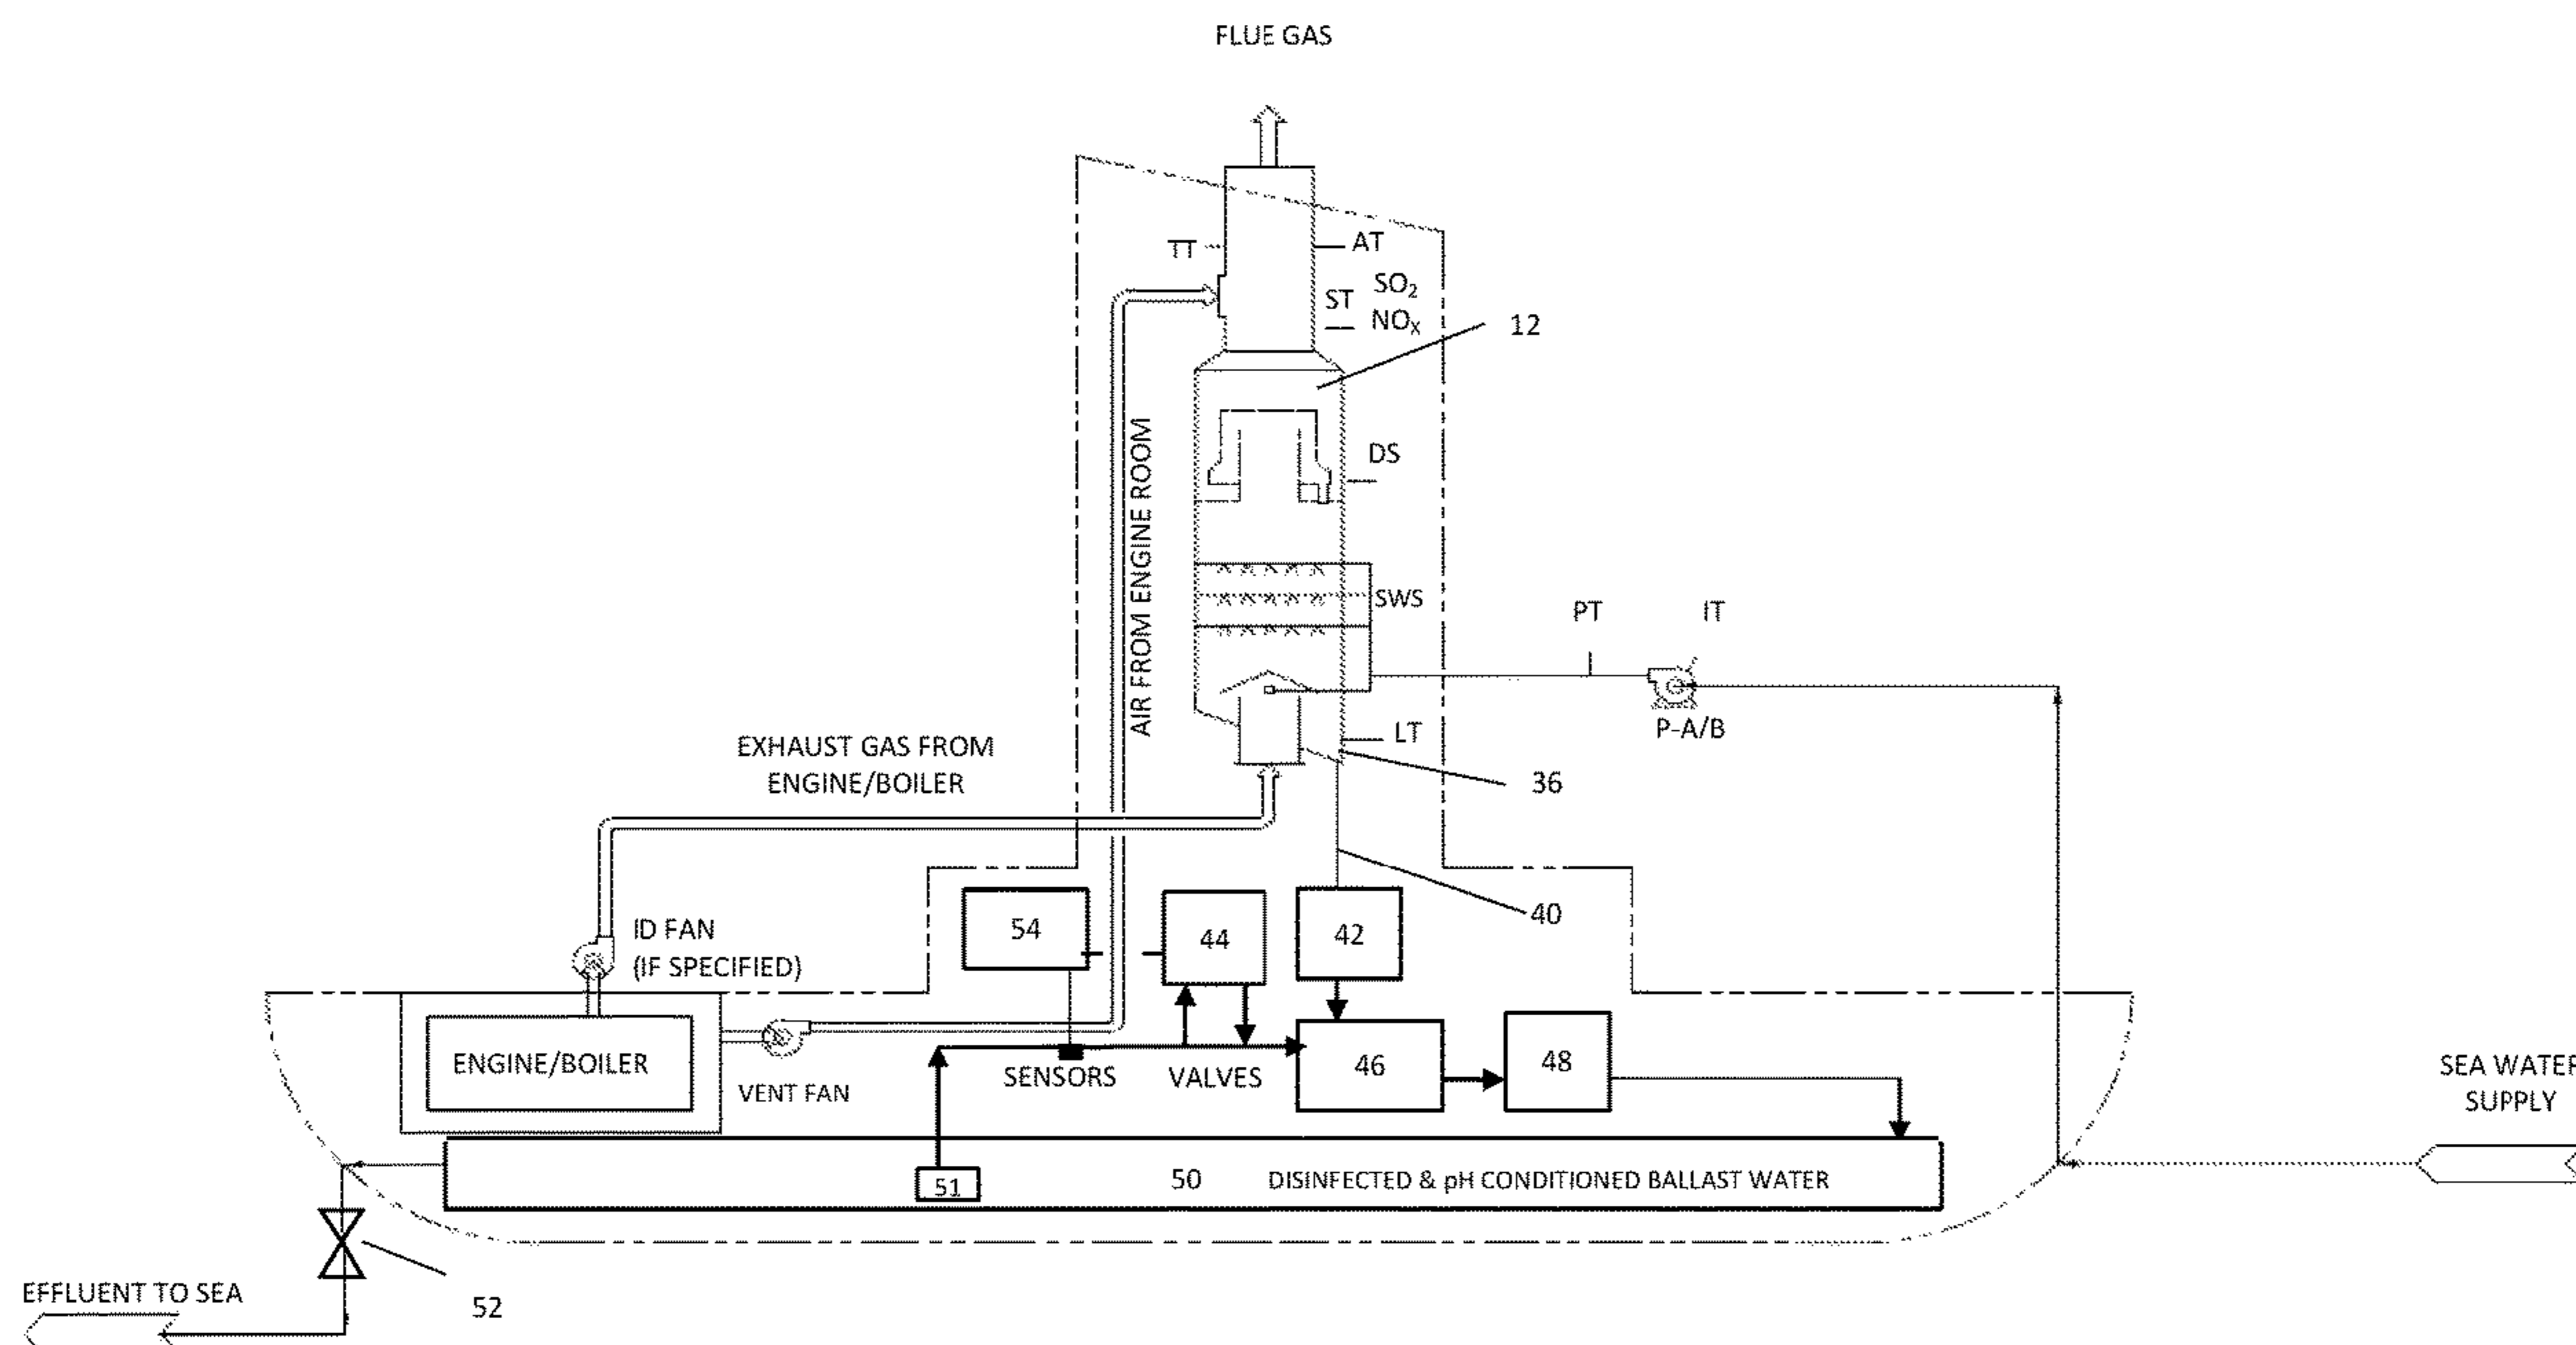 FLUE GAS
TT
AT
ST
SO₂
NOₓ
12
DS
AIR FROM ENGINE ROOM
SWS
PT
IT
P-A/B
LT
EXHAUST GAS FROM
ENGINE/BOILER
36
40
54
44
42
ID FAN
(IF SPECIFIED)
ENGINE/BOILER
VENT FAN
SENSORS
VALVES
46
48
SEA WATER
SUPPLY
51
50
DISINFECTED & pH CONDITIONED BALLAST WATER
EFFLUENT TO SEA
52